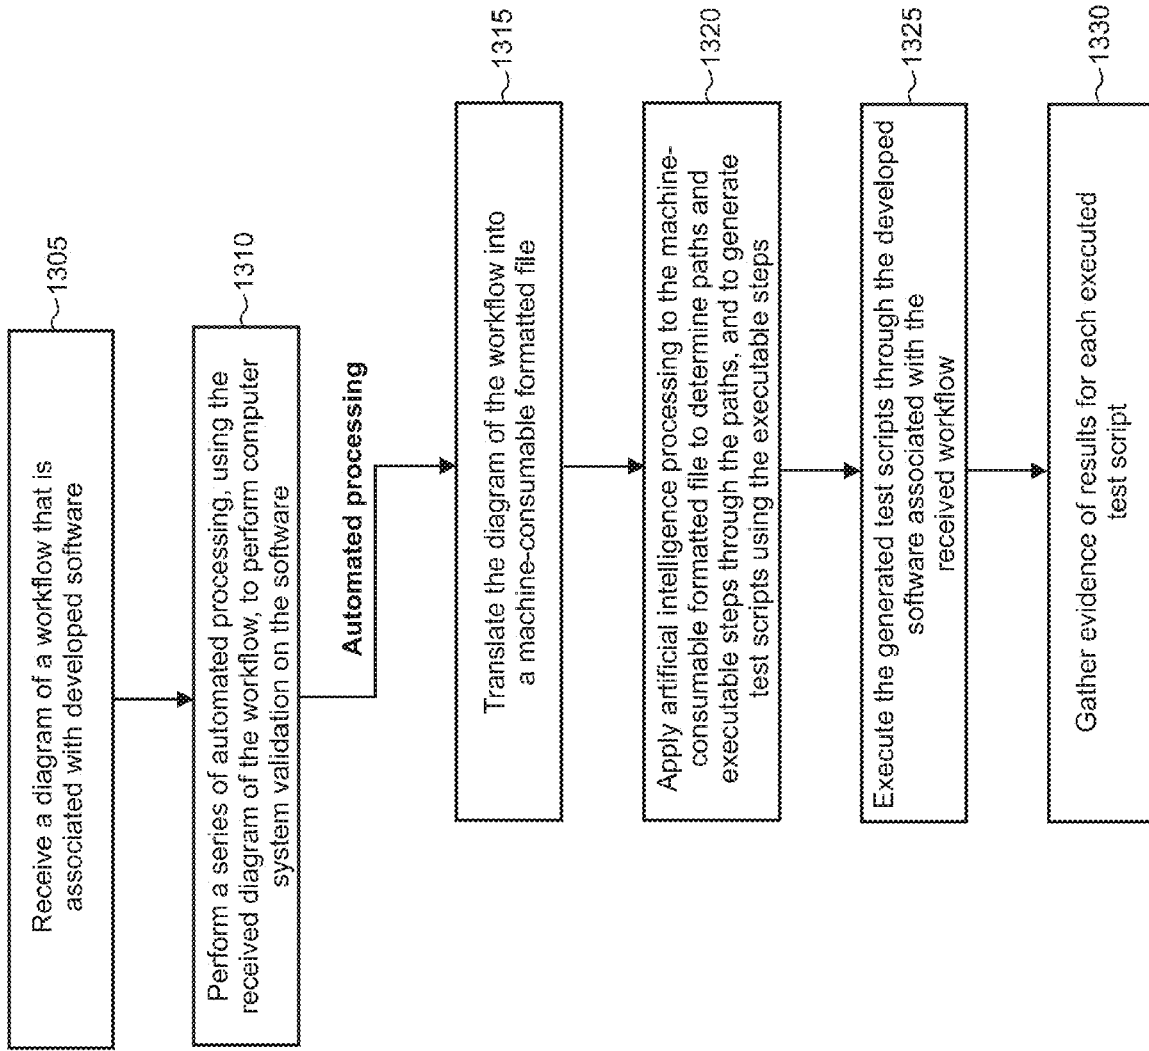 Receive a diagram of a workflow that is
associated with developed software
1305
Perform a series of automated processing, using the
received diagram of the workflow, to perform computer
system validation on the software
1310
Automated processing
Translate the diagram of the workflow into
a machine-consumable formatted file
1315
Apply artificial intelligence processing to the machine-
consumable formatted file to determine paths and
executable steps through the paths, and to generate
test scripts using the executable steps
1320
Execute the generated test scripts through the developed
software associated with the
received workflow
1325
Gather evidence of results for each executed
test script
1330